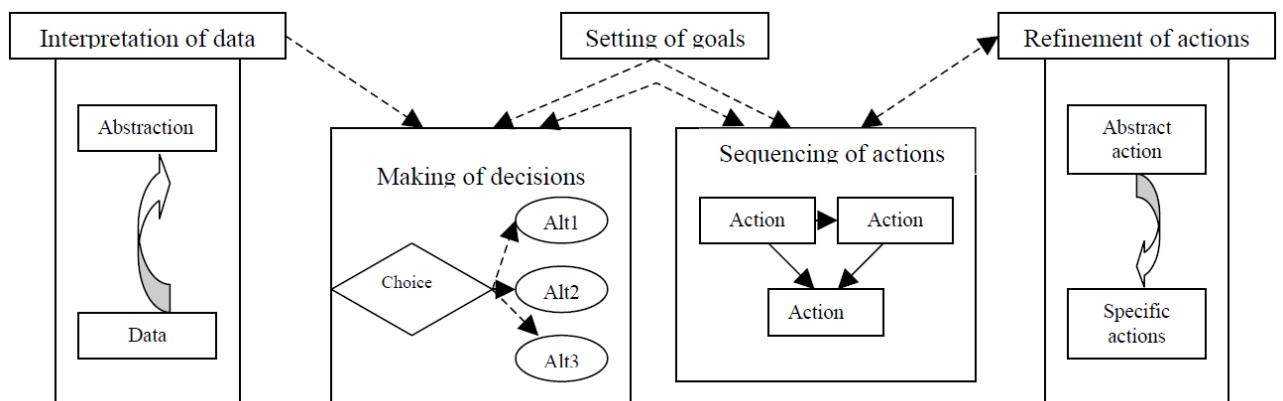 Interpretation of data
Setting of goals
Refinement of actions
Abstraction
Data
Making of decisions
Choice
Alt1
Alt2
Alt3
Sequencing of actions
Action
Action
Action
Abstract
action
Specific
actions